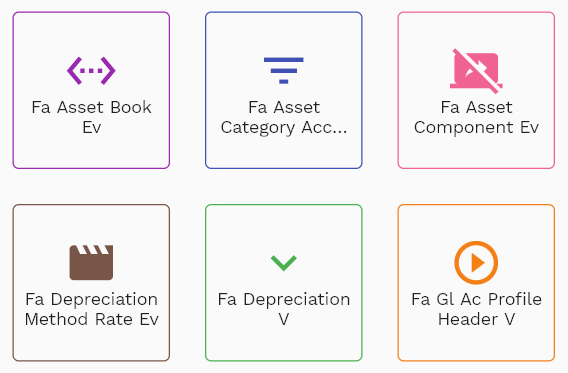 Fa Asset Book
Ev
Fa Asset
Category Acc...
Fa Asset
Component Ev
Fa Depreciation
Method Rate Ev
Fa Depreciation
V
Fa Gl Ac Profile
Header V